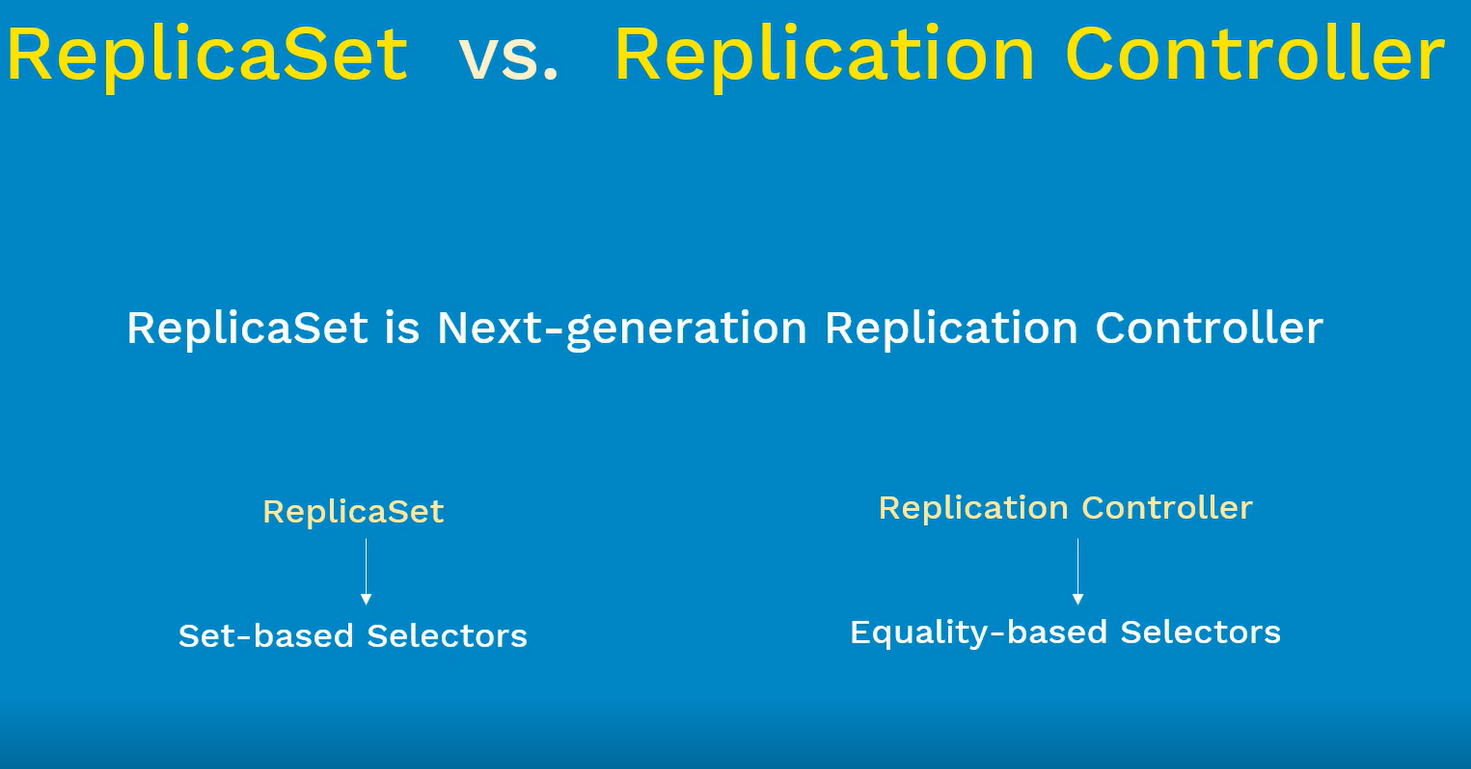 ReplicaSet vs. Replication Controller
ReplicaSet is Next-generation Replication Controller
ReplicaSet
Replication Controller
Set-based Selectors
Equality-based Selectors